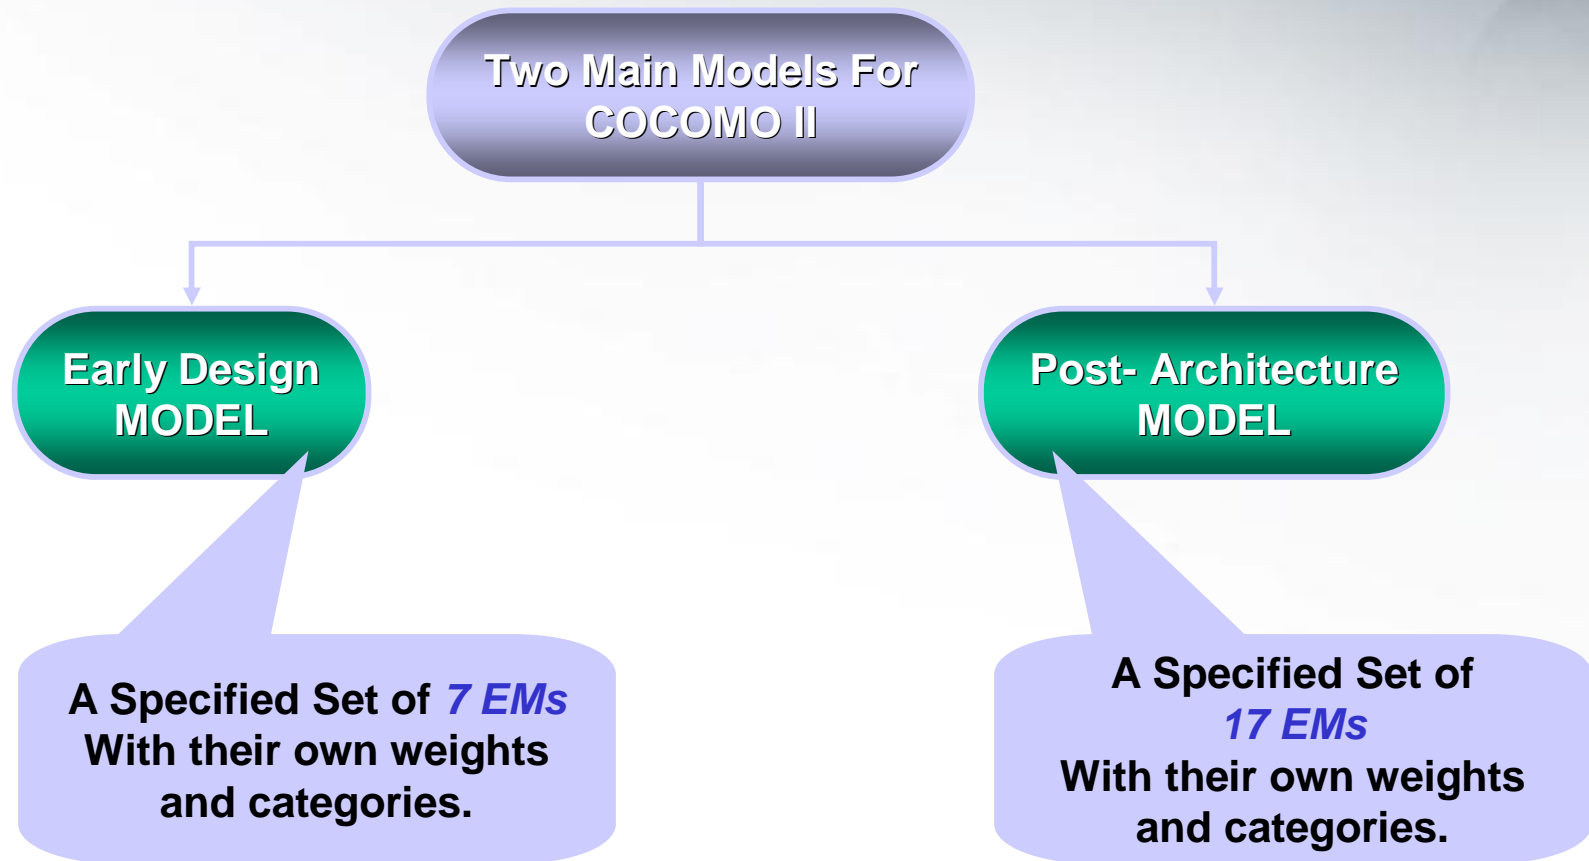 Two Main Models For
COCOMO II
Early Design
MODEL
Post- Architecture
MODEL
A Specified Set of 7 EMs
With their own weights
and categories.
A Specified Set of
17 EMs
With their own weights
and categories.